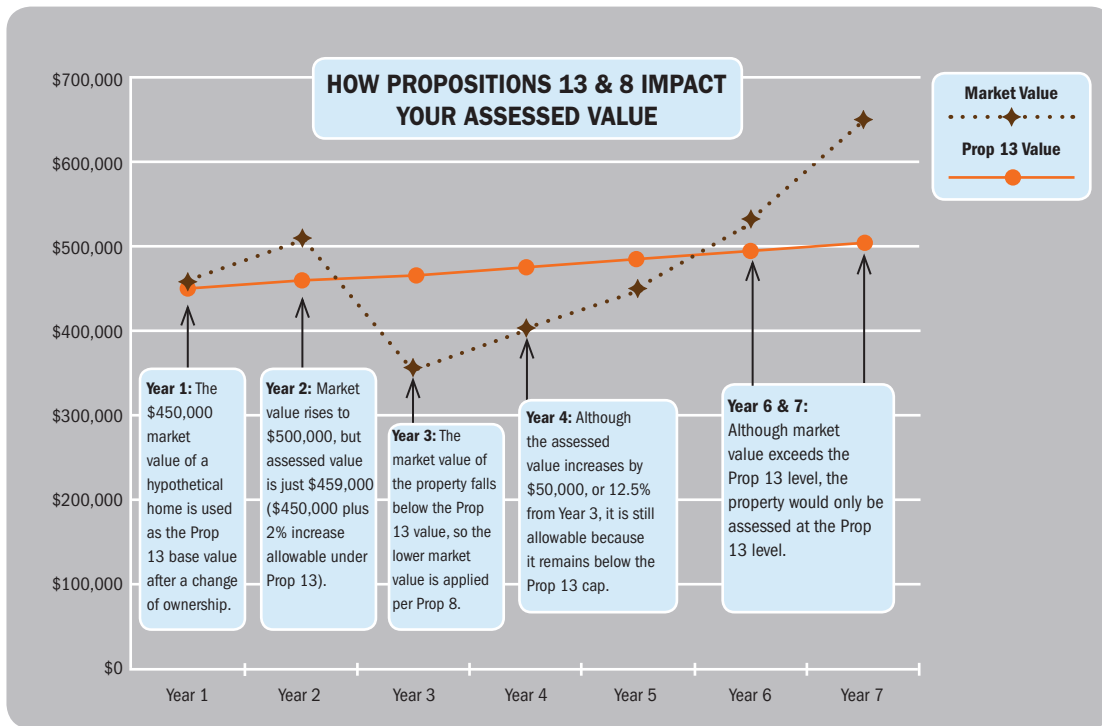 HOW PROPOSITIONS 13 & 8 IMPACT
YOUR ASSESSED VALUE
Market Value
Prop 13 Value
$700,000
$600,000
$500,000
$400,000
$300,000
$200,000
$100,000
$0
Year 1: The
$450,000
market
value of a
hypothetical
home is used
as the Prop
13 base value
after a change
of ownership.
Year 2: Market
value rises to
$500,000, but
assessed value
is just $459,000
($450,000 plus
2% increase
allowable under
Prop 13).
Year 3: The
market value of
the property falls
below the Prop
13 value, so the
lower market
value is applied
per Prop 8.
Year 4: Although
the assessed
value increases by
$50,000, or 12.5%
from Year 3, it is still
allowable because
it remains below the
Prop 13 cap.
Year 6 & 7:
Although market
value exceeds the
Prop 13 level, the
property would only be
assessed at the Prop
13 level.
Year 1
Year 2
Year 3
Year 4
Year 5
Year 6
Year 7